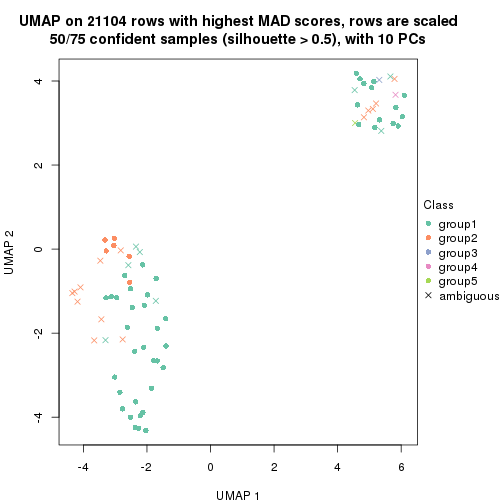 UMAP on 21104 rows with highest MAD scores, rows are scaled
50/75 confident samples (silhouette > 0.5), with 10 PCs
4
2
0
-2
-4
UMAP 2
-4
-2
0
2
4
6
UMAP 1
Class
group1
group2
group3
group4
group5
ambiguous